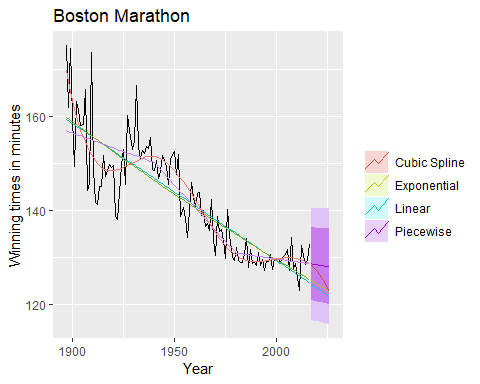 Boston Marathon
Winning times in minutes
160
140
120
1900
1950
2000
Year
Cubic Spline
Exponential
Linear
Piecewise